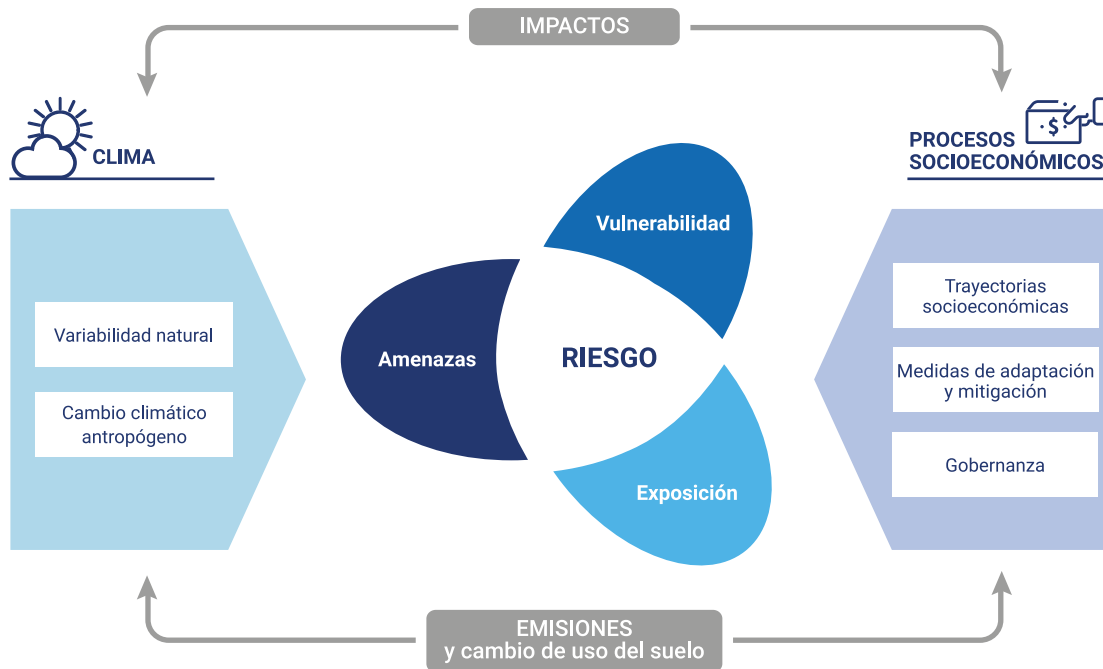 IMPACTOS
CLIMA
PROCESOS
SOCIOECONÓMICOS
$
Vulnerabilidad
Variabilidad natural
Cambio climático
antropógeno
Amenazas
RIESGO
Exposición
Trayectorias
socioeconómicas
Medidas de adaptación
y mitigación
Gobernanza
EMISIONES
y cambio de uso del suelo